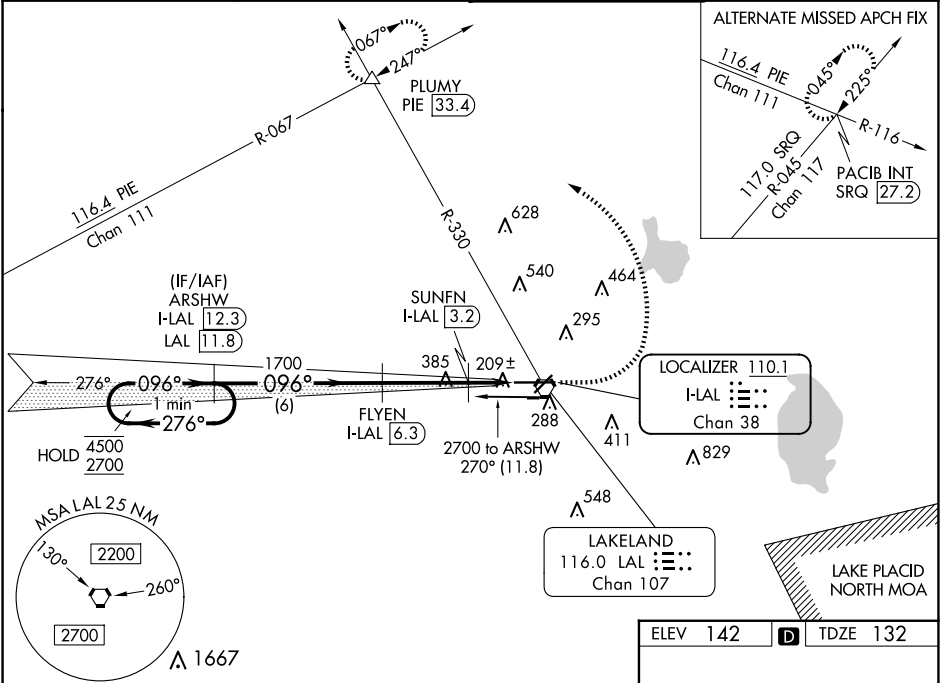 ALTERNATE MISSED APCH FIX
116.4 PIE
Chan 111
045°
225°
R-116
117.0 SRQ
R-045
Chan 117
PACIB INT
SRQ 27.2
067°
247°
PLUMY
PIE 33.4
R-067
116.4 PIE
Chan 111
R-330
628
540
464
295
(IF/IAF)
ARSHW
I-LAL 12.3
LAL 11.8
SUNFN
I-LAL 3.2
1700
385
209±
276°
096°
096°
1 min
(6)
276°
FLYEN
I-LAL 6.3
HOLD
4500
2700
2700 to ARSHW
270° (11.8)
288
411
829
548
LOCALIZER 110.1
I-LAL
Chan 38
LAKELAND
116.0 LAL
Chan 107
MSA LAL 25 NM
130°
2200
260°
2700
1667
LAKE PLACID
NORTH MOA
ELEV 142 D TDZE 132